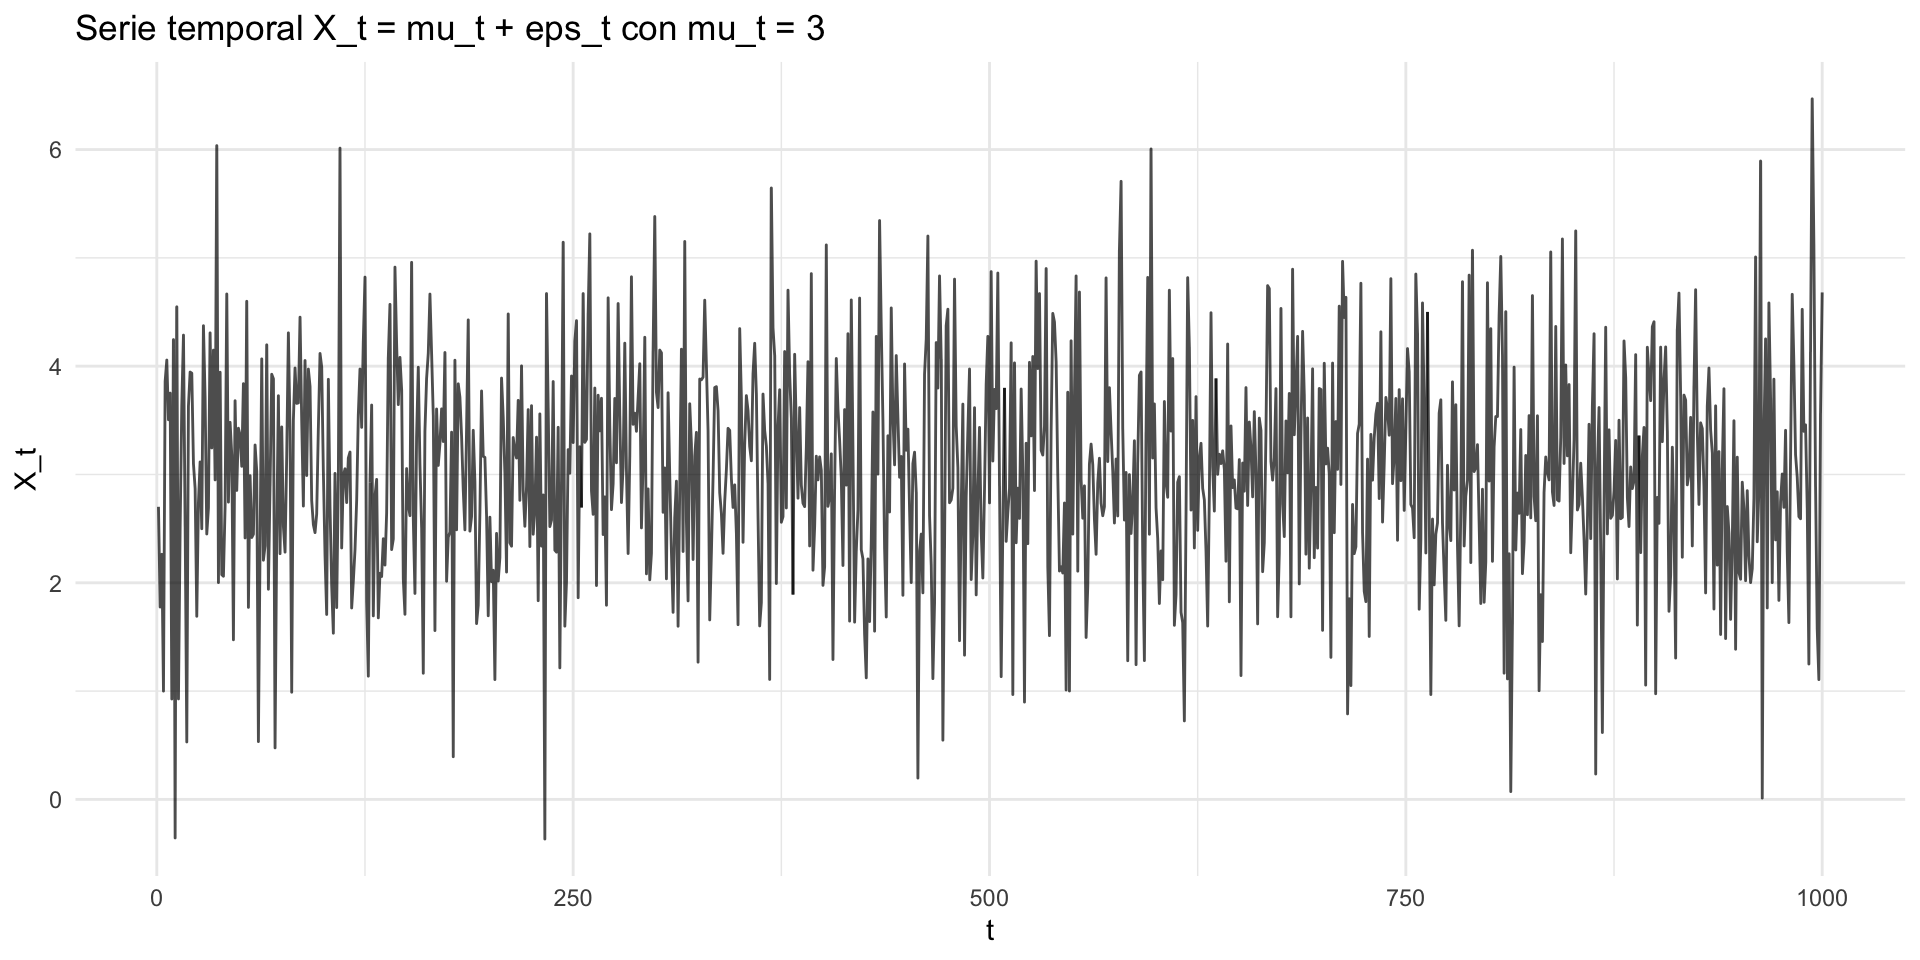 Serie temporal X_t = mu_t + eps_t con mu_t = 3
X_t
6
4
2
0
0 250 500 750 1000
t